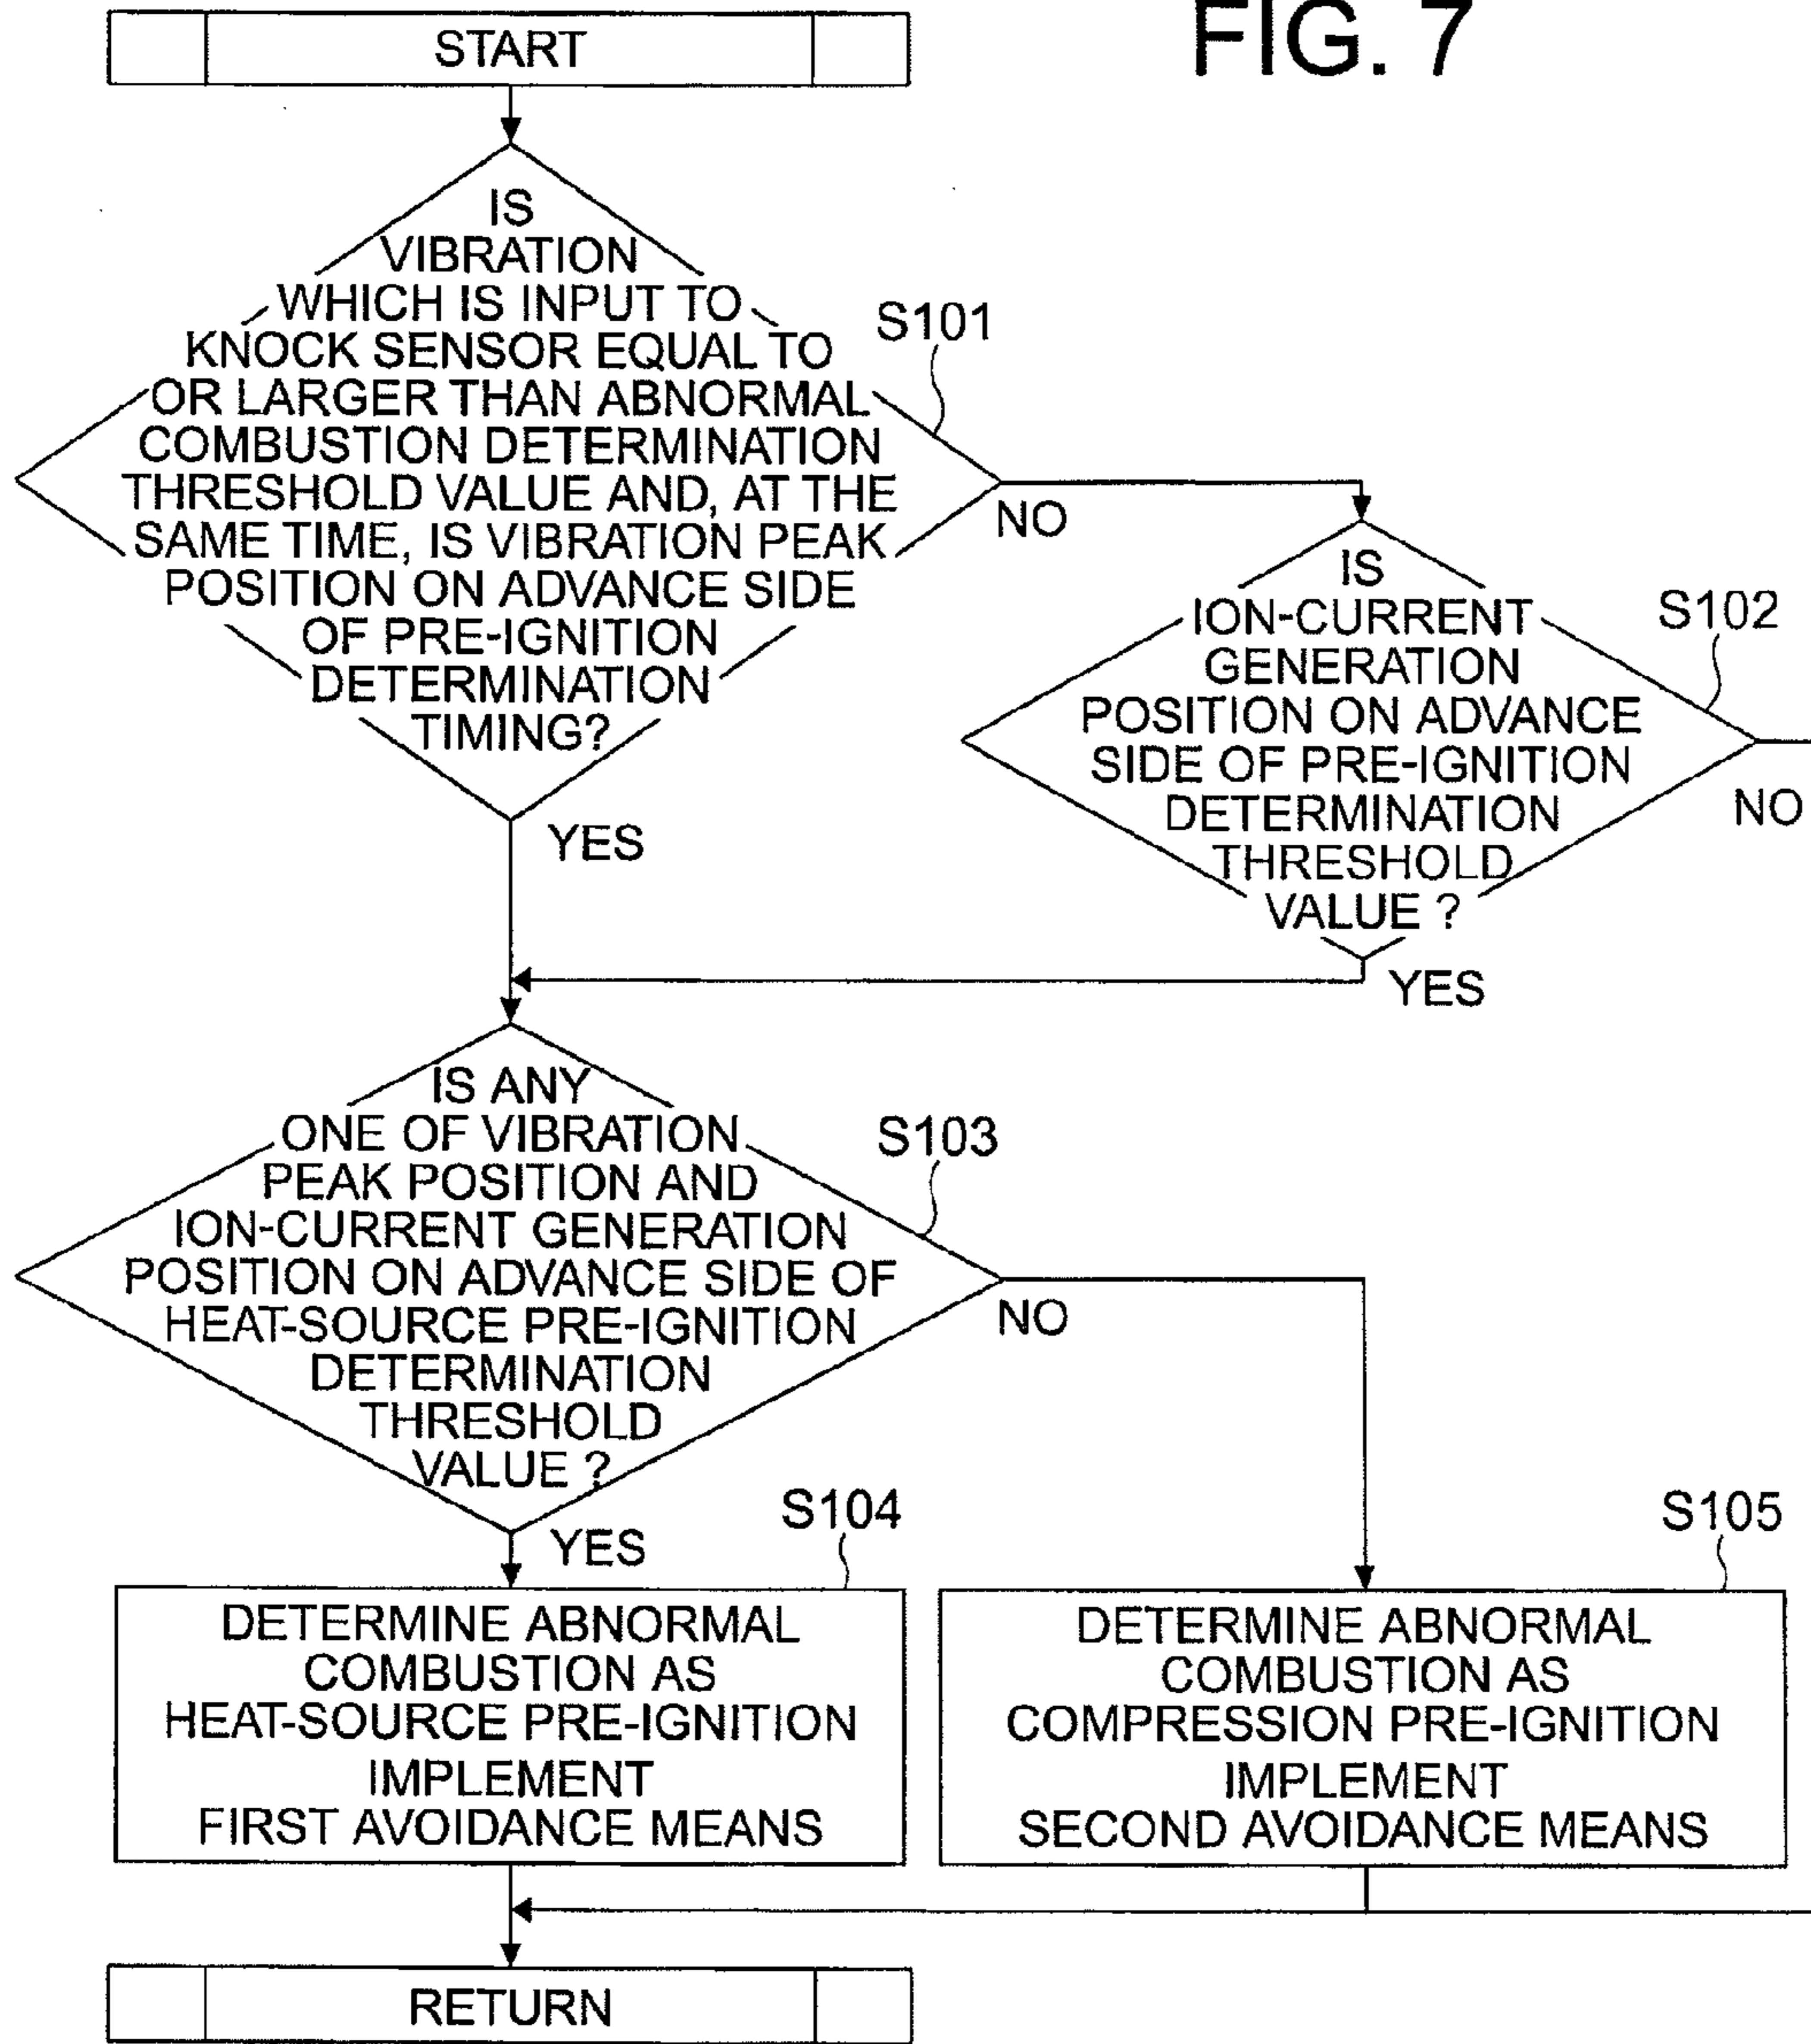 FIG. 7
START
IS
VIBRATION
WHICH IS INPUT TO
KNOCK SENSOR EQUAL TO
OR LARGER THAN ABNORMAL
COMBUSTION DETERMINATION
THRESHOLD VALUE AND, AT THE
SAME TIME, IS VIBRATION PEAK
POSITION ON ADVANCE SIDE
OF PRE-IGNITION
DETERMINATION
TIMING?
S101
NO
YES
IS
ION-CURRENT
GENERATION
POSITION ON ADVANCE
SIDE OF PRE-IGNITION
DETERMINATION
THRESHOLD
VALUE ?
S102
NO
YES
IS ANY
ONE OF VIBRATION
PEAK POSITION AND
ION-CURRENT GENERATION
POSITION ON ADVANCE SIDE OF
HEAT-SOURCE PRE-IGNITION
DETERMINATION
THRESHOLD
VALUE ?
S103
NO
YES
S104
DETERMINE ABNORMAL
COMBUSTION AS
HEAT-SOURCE PRE-IGNITION
IMPLEMENT
FIRST AVOIDANCE MEANS
S105
DETERMINE ABNORMAL
COMBUSTION AS
COMPRESSION PRE-IGNITION
IMPLEMENT
SECOND AVOIDANCE MEANS
RETURN